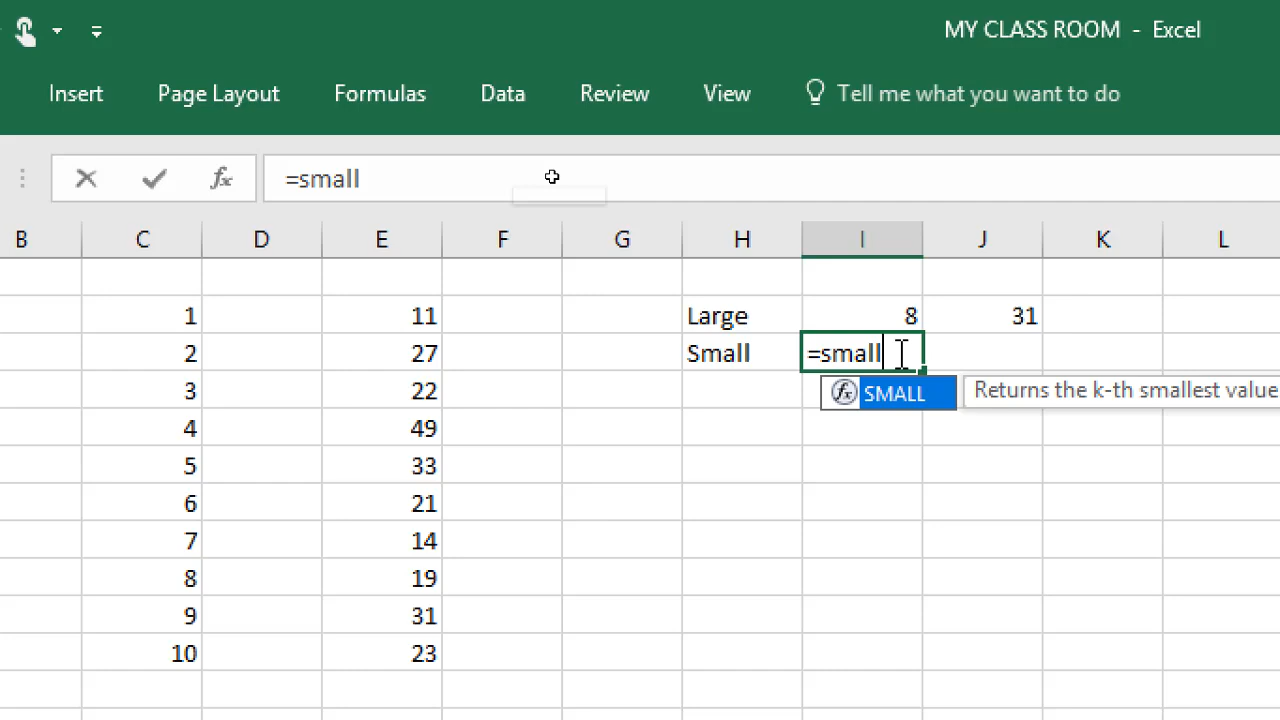 MY CLASS ROOM - Excel
Insert Page Layout Formulas Data Review View Tell me what you want to do
fx =small
B C D E F G H I J K L
1 11 Large 8 31
2 27 Small =small
3 22 fx SMALL Returns the k-th smallest value
4 49
5 33
6 21
7 14
8 19
9 31
10 23